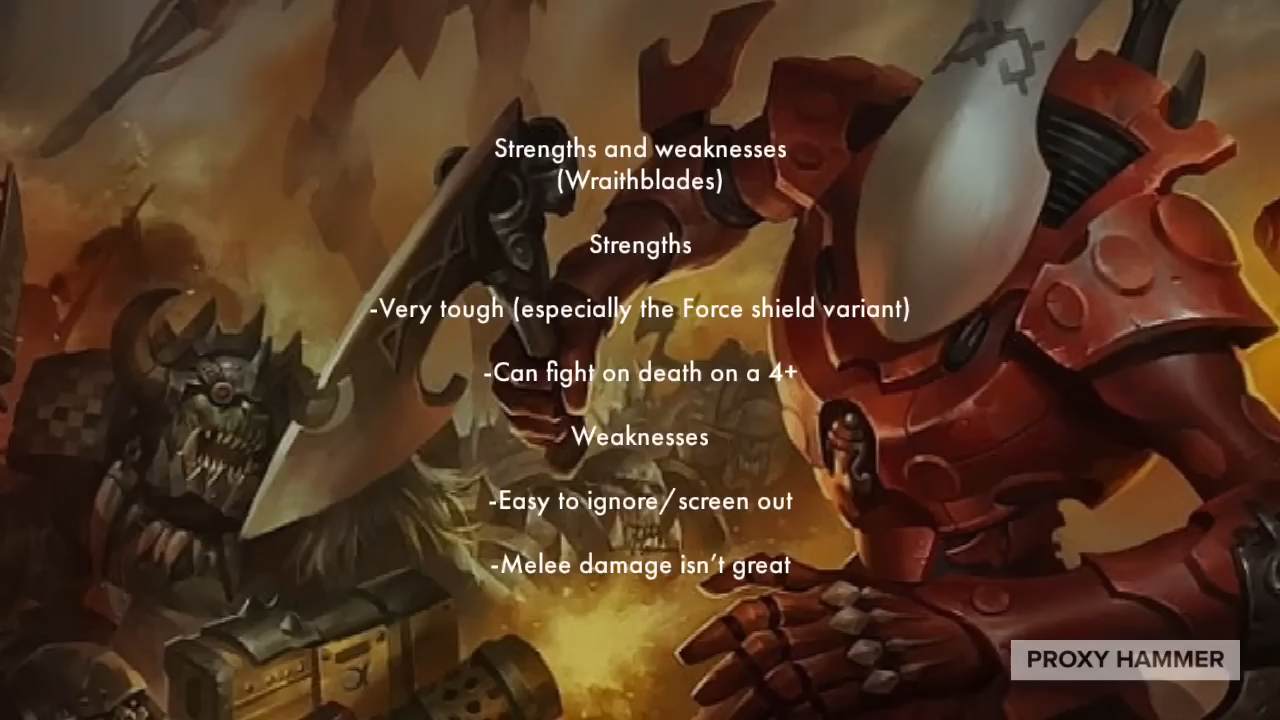 Strengths and weaknesses
(Wraithblades)
Strengths
-Very tough (especially the Force shield variant)
-Can fight on death on a 4+
Weaknesses
-Easy to ignore/screen out
-Melee damage isn’t great
PROXY HAMMER